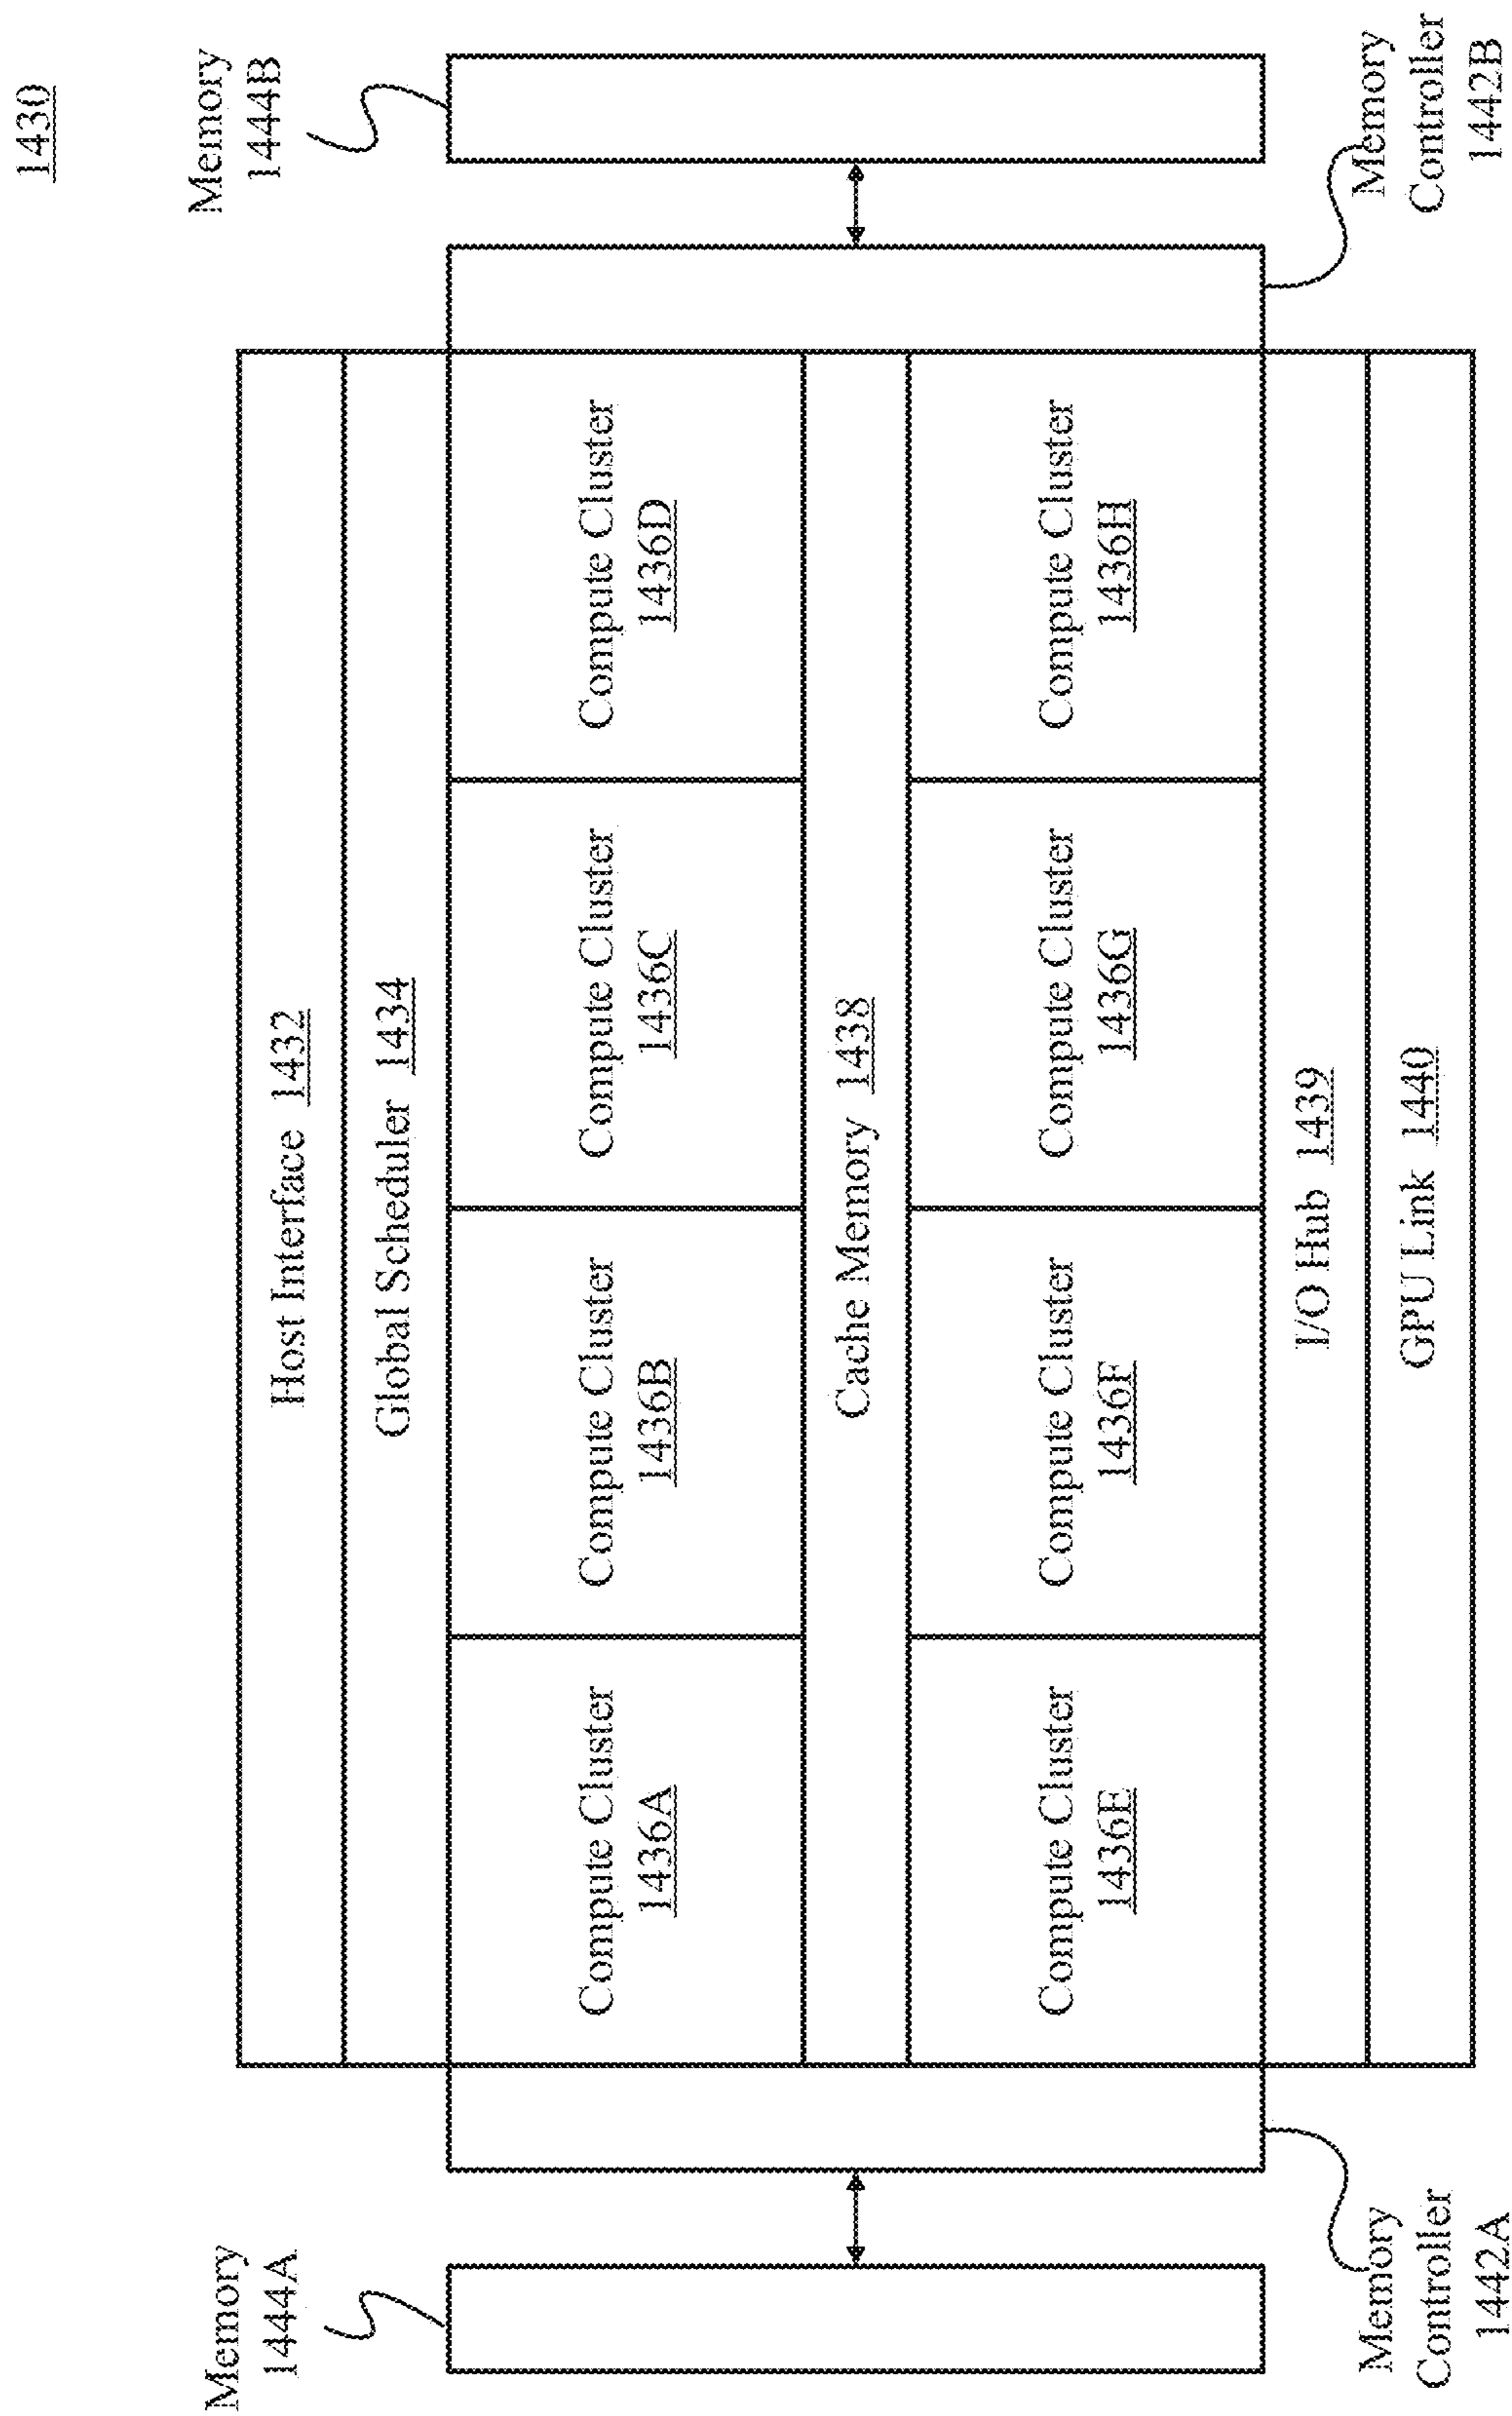 1430
Memory
1444B
Memory
1444A
Host Interface 1432
Global Scheduler 1434
Compute Cluster
1436A
Compute Cluster
1436B
Compute Cluster
1436C
Compute Cluster
1436D
Cache Memory 1438
Compute Cluster
1436E
Compute Cluster
1436F
Compute Cluster
1436G
Compute Cluster
1436H
I/O Hub 1439
GPU Link 1440
Memory
Controller
1442A
Memory
Controller
1442B